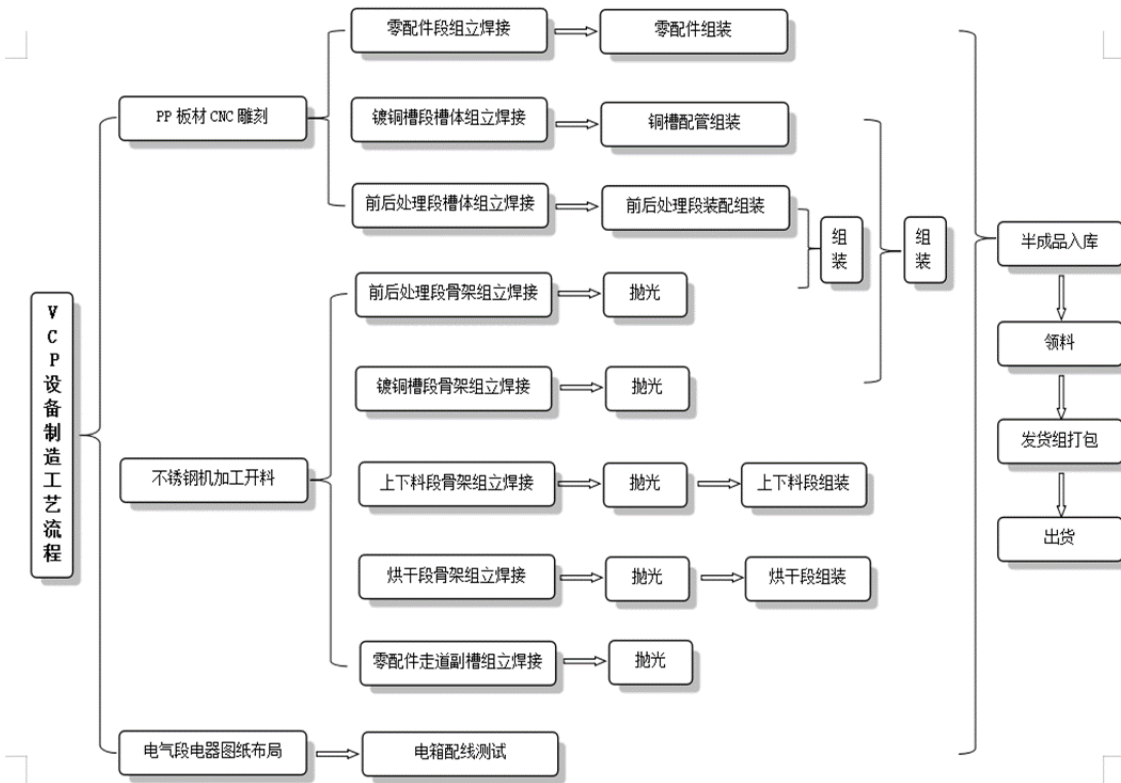 VCP设备制造工艺流程
PP板材CNC雕刻
零配件段组立焊接
零配件组装
镀铜槽段槽体组立焊接
铜槽配管组装
前后处理段槽体组立焊接
前后处理段装配组装
组装
组装
不锈钢机加工开料
前后处理段骨架组立焊接
抛光
镀铜槽段骨架组立焊接
抛光
上下料段骨架组立焊接
抛光
上下料段组装
烘干段骨架组立焊接
抛光
烘干段组装
零配件走道副槽组立焊接
抛光
电气段电器图纸布局
电箱配线测试
半成品入库
领料
发货组打包
出货